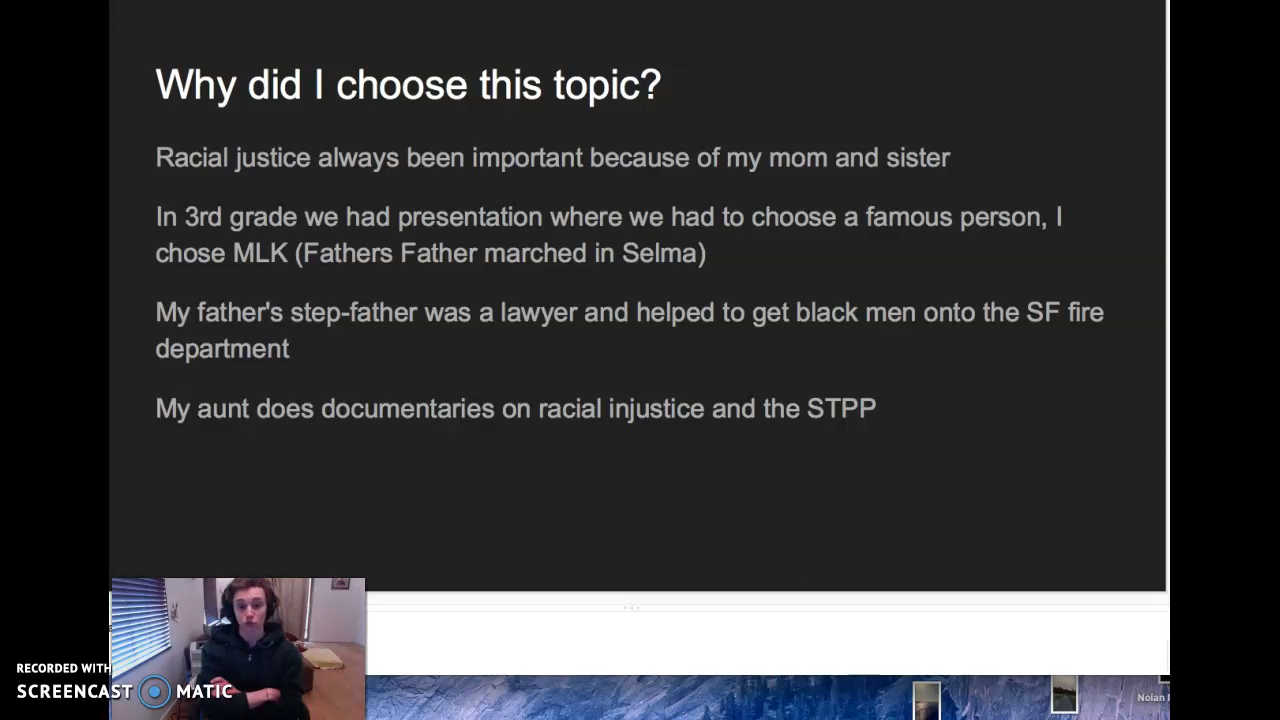 Why did I choose this topic?
Racial justice always been important because of my mom and sister
In 3rd grade we had presentation where we had to choose a famous person, I
chose MLK (Fathers Father marched in Selma)
My father's step-father was a lawyer and helped to get black men onto the SF fire
department
My aunt does documentaries on racial injustice and the STPP
RECORDED WITH
SCREENCAST MATIC
Nolan